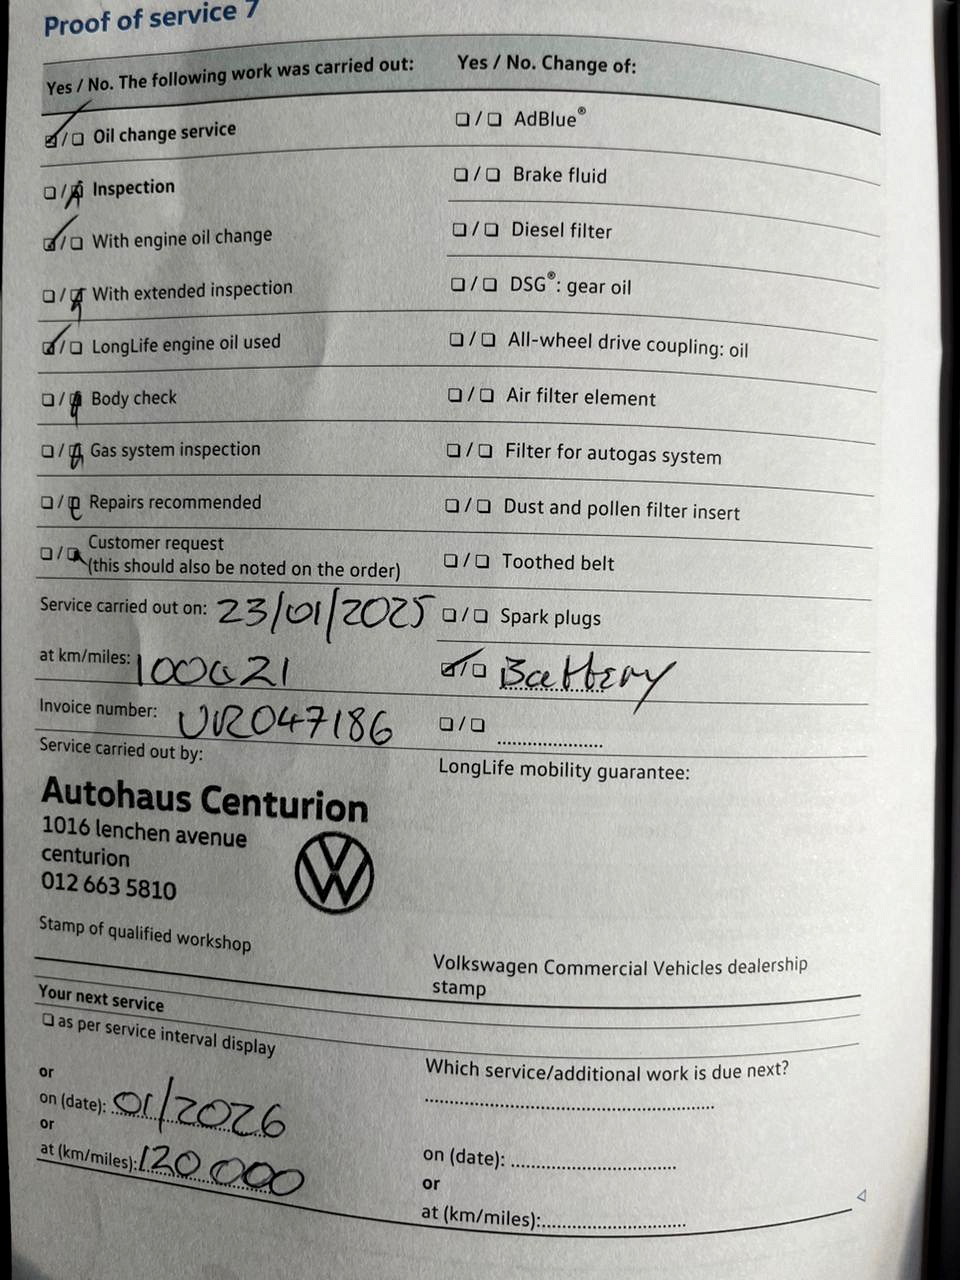 Proof of service 7
Yes / No. The following work was carried out:
☑/☐ Oil change service
☐/☑ Inspection
☑/☐ With engine oil change
☐/☑ With extended inspection
☑/☐ LongLife engine oil used
☐/☑ Body check
☐/☑ Gas system inspection
☐/☑ Repairs recommended
☐/☑ Customer request
(this should also be noted on the order)
Service carried out on: 23/01/2025
at km/miles: 100021
Invoice number: UR047186
Service carried out by:
Autohaus Centurion
1016 lenchen avenue
centurion
012 663 5810
Stamp of qualified workshop
Yes / No. Change of:
☐/☐ AdBlue®
☐/☐ Brake fluid
☐/☐ Diesel filter
☐/☐ DSG®: gear oil
☐/☐ All-wheel drive coupling: oil
☐/☐ Air filter element
☐/☐ Filter for autogas system
☐/☐ Dust and pollen filter insert
☐/☐ Toothed belt
☐/☐ Spark plugs
☑/☐ Battery
☐/☐ ....................
LongLife mobility guarantee:
Volkswagen Commercial Vehicles dealership
stamp
Your next service
☐ as per service interval display
or
on (date): 01/2026
or
at (km/miles): 120 000
Which service/additional work is due next?
on (date): ....................
or
at (km/miles):....................